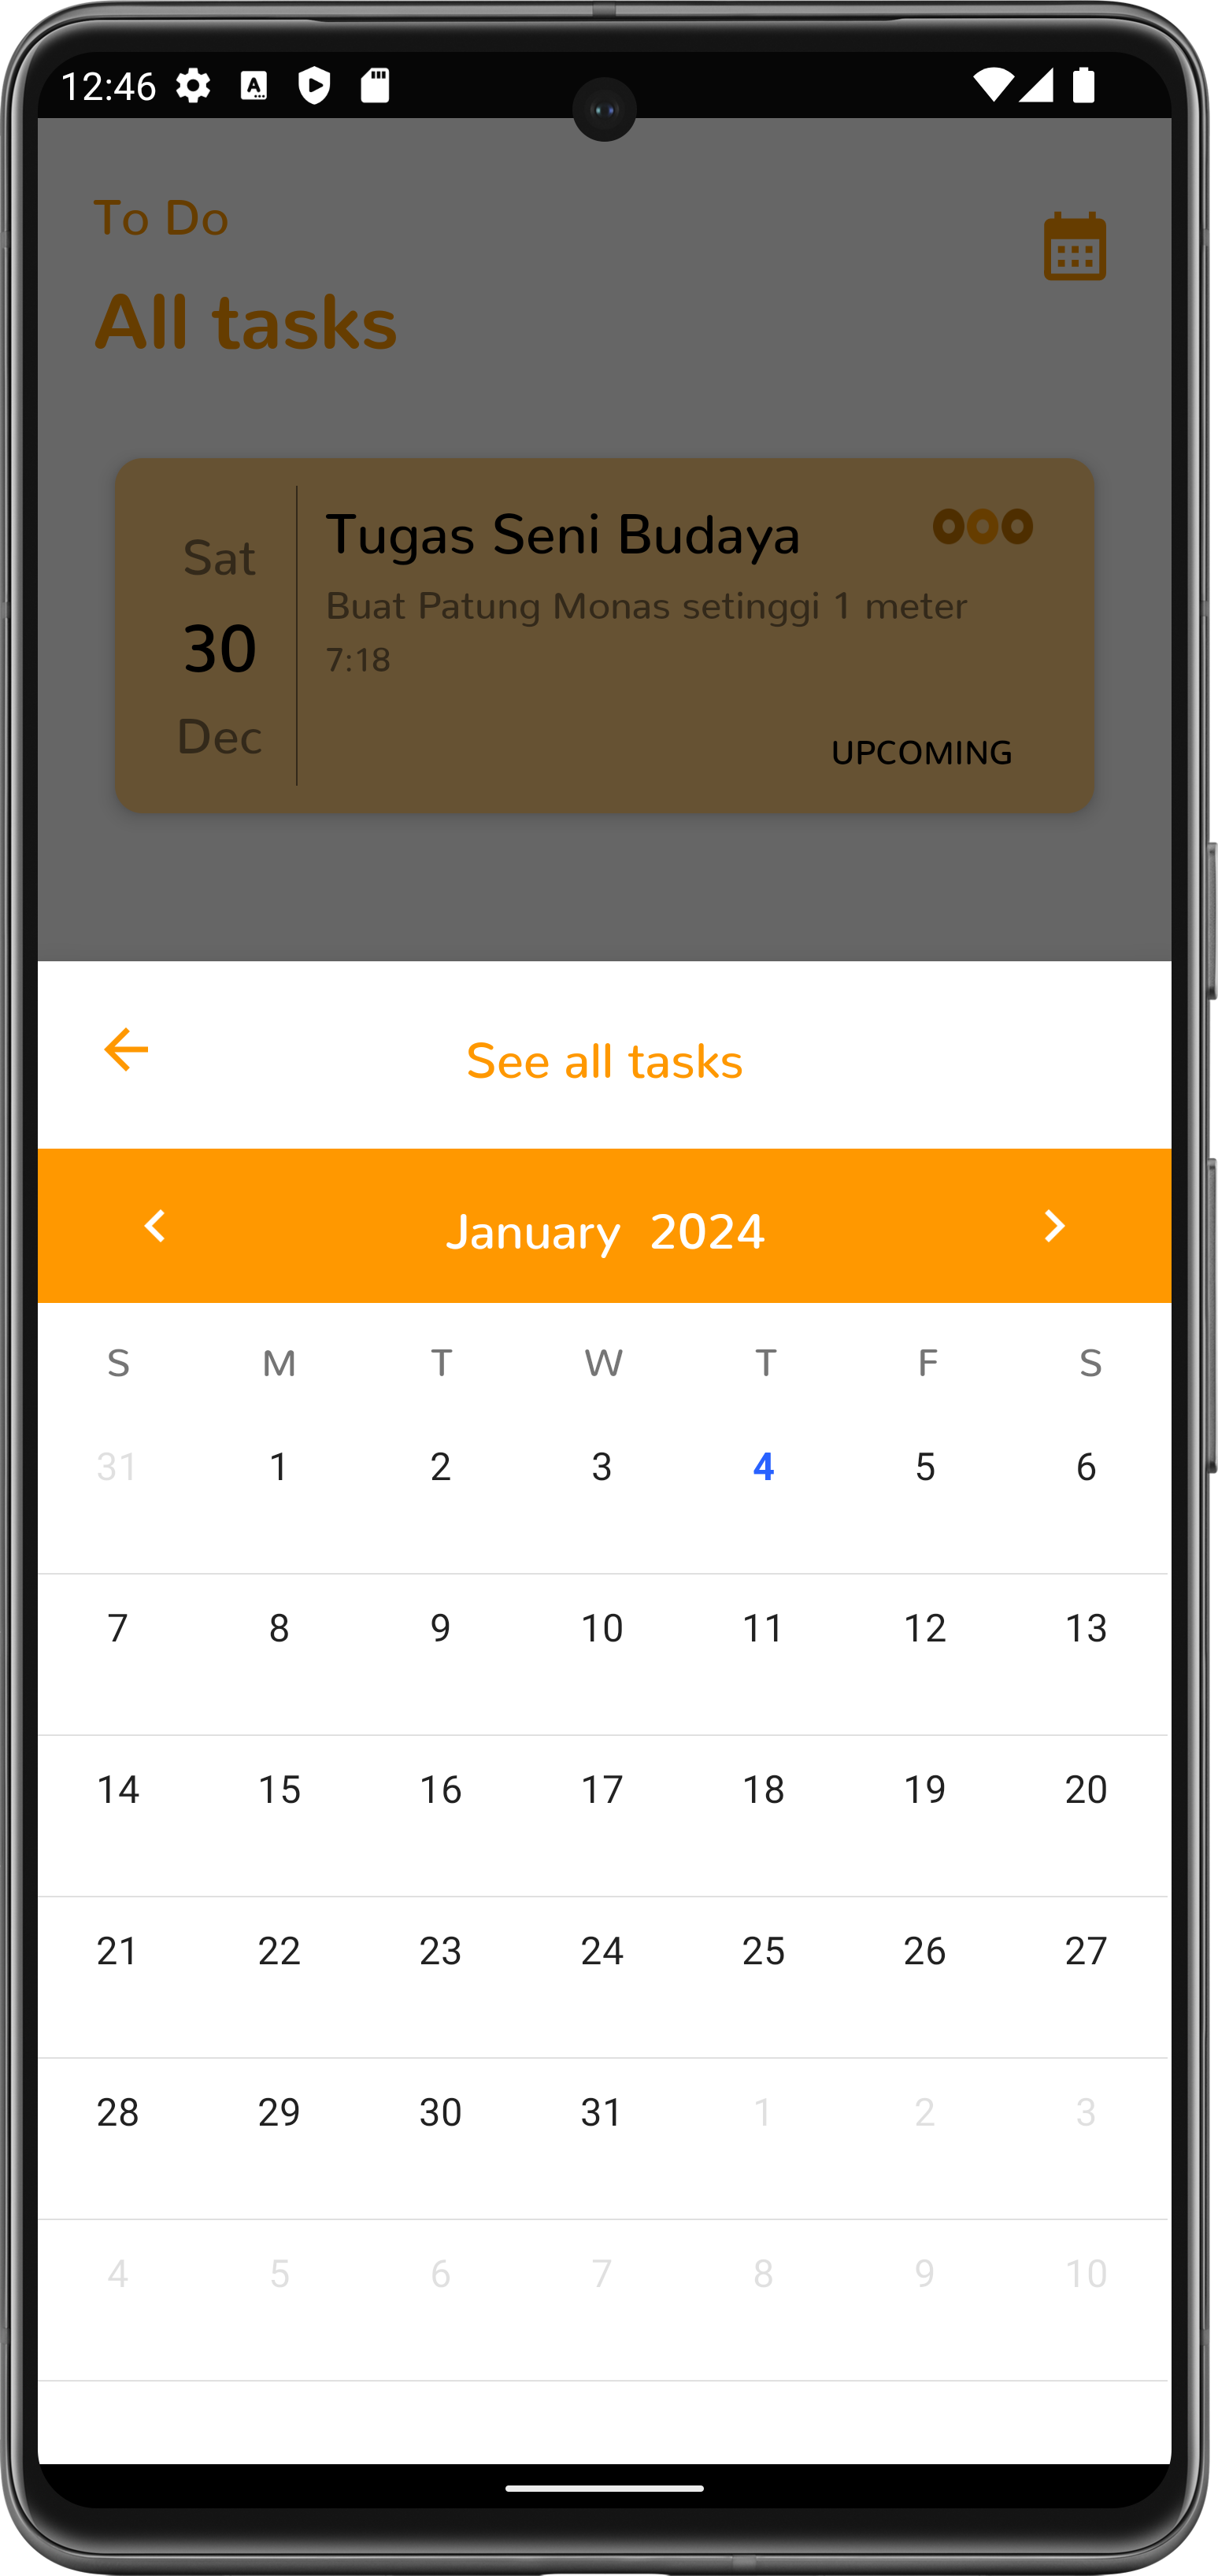 12:46
To Do
All tasks
Sat
30
Dec
Tugas Seni Budaya
Buat Patung Monas setinggi 1 meter
7:18
UPCOMING
See all tasks
January 2024
S M T W T F S
31 1 2 3 4 5 6
7 8 9 10 11 12 13
14 15 16 17 18 19 20
21 22 23 24 25 26 27
28 29 30 31 1 2 3
4 5 6 7 8 9 10